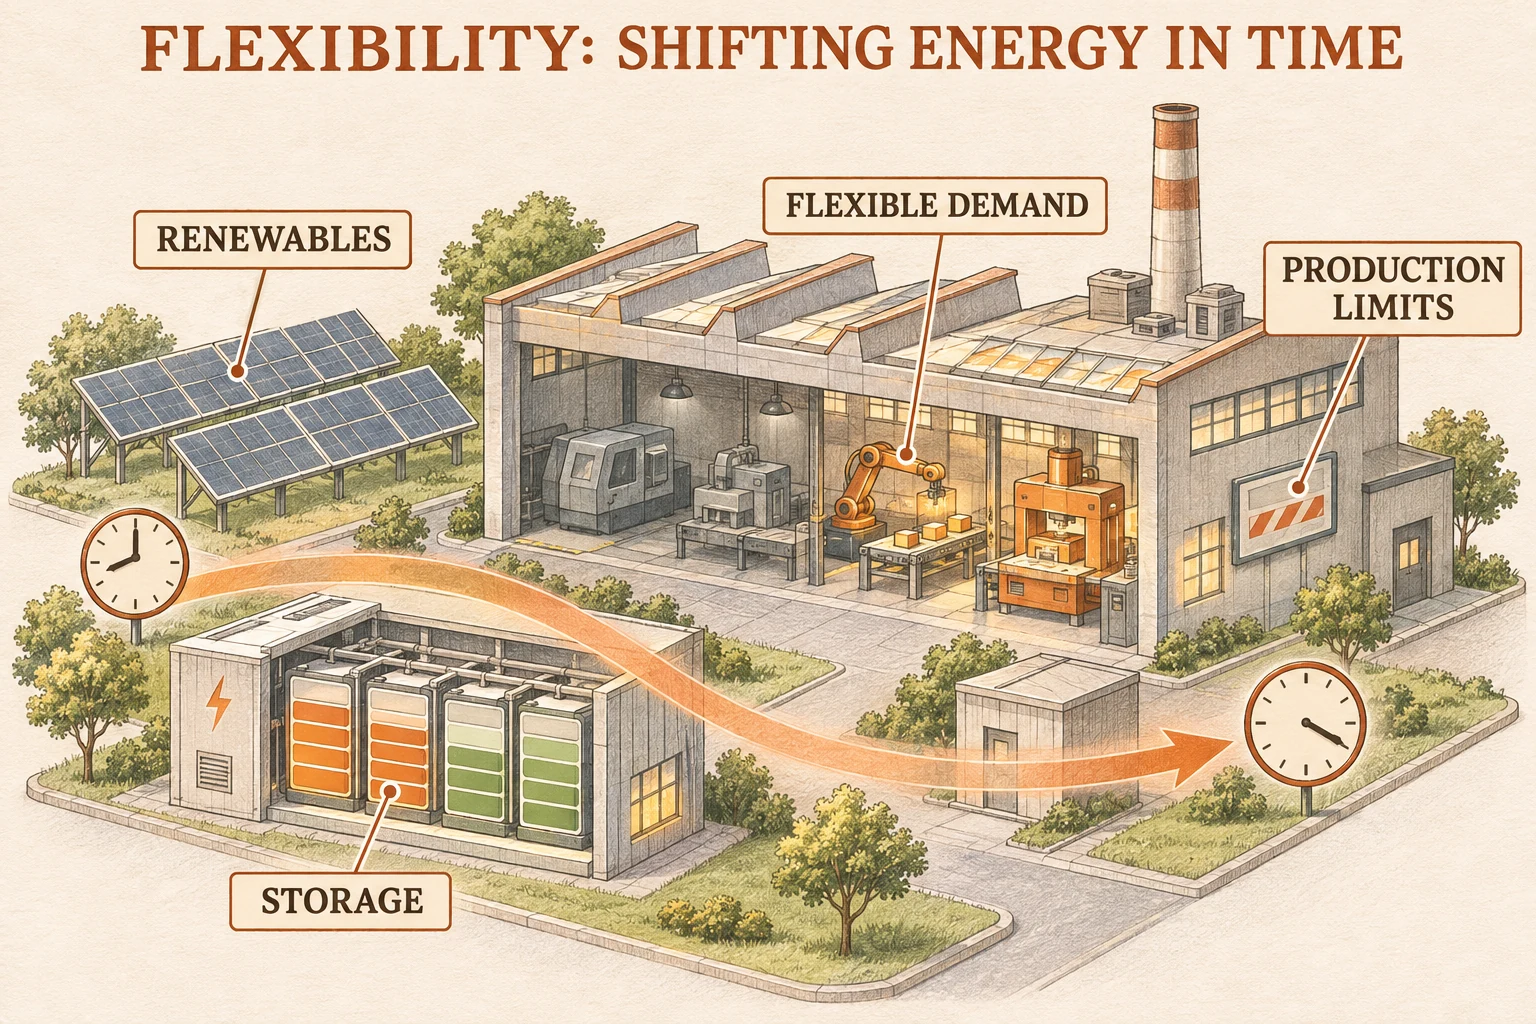 FLEXIBILITY: SHIFTING ENERGY IN TIME
FLEXIBLE DEMAND
RENEWABLES
PRODUCTION
LIMITS
STORAGE